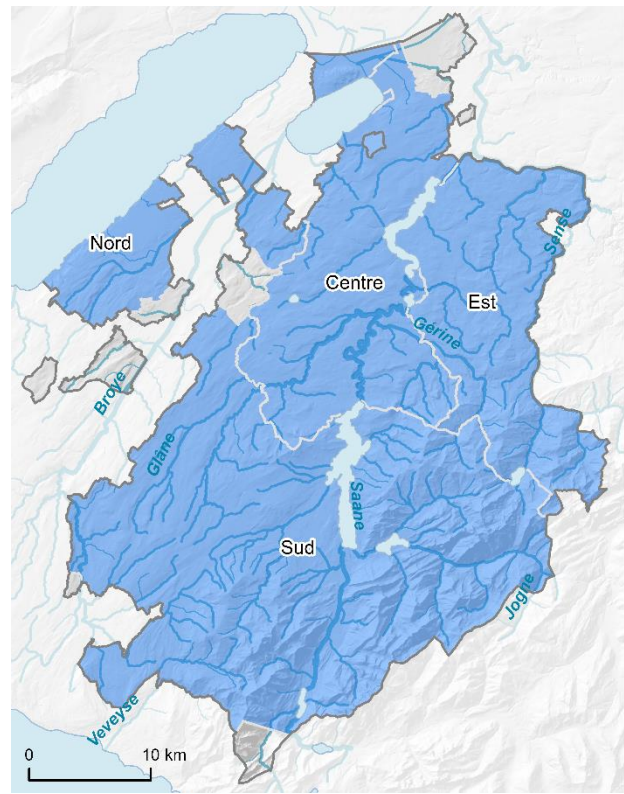 Nord
Sense
Centre
Est
Gérine
Broye
Glâne
Saane
Sud
Jogne
Veveyse
0 10 km